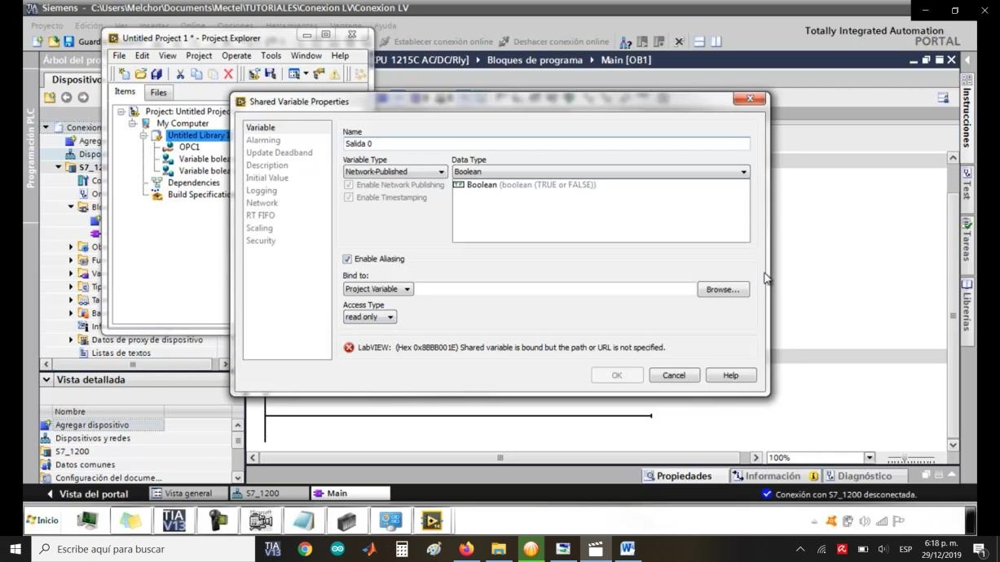 Siemens - C:\Users\Melchor\Documents\Mectel\TUTORIALES\Conexion LV\Conexion LV
Proyecto Edición Ver Insertar Online Opciones Herramientas Ventana Ayuda
Totally Integrated Automation
PORTAL
Guard
Establecer conexión online Deshacer conexión online
Untitled Project 1 * - Project Explorer
File Edit View Project Operate Tools Window Help
Items Files
Project: Untitled Projec
My Computer
Untitled Library 1
OPC1
Variable bolea
Variable bolea
Dependencies
Build Specificatio
Árbol del pro
PU 1215C AC/DC/Rly] Bloques de programa Main [OB1]
Dispositivo
Programación PLC
Conexion
Agreg
Dispo
S7_12
Co
On
Blo
Ob
Fu
Va
Tip
Ta
Ba
Inf
Datos de proxy de dispositivo
Listas de textos
Shared Variable Properties
Variable
Alarming
Update Deadband
Description
Initial Value
Logging
Network
RT FIFO
Scaling
Security
Name
Salida 0
Variable Type Data Type
Network-Published Boolean
Enable Network Publishing
Enable Timestamping
Boolean (boolean (TRUE or FALSE))
Enable Aliasing
Bind to:
Project Variable Browse...
Access Type
read only
LabVIEW: (Hex 0x8BBB001E) Shared variable is bound but the path or URL is not specified.
OK Cancel Help
Instrucciones
Test
Tareas
Librerías
Vista detallada
Nombre
Agregar dispositivo
Dispositivos y redes
S7_1200
Datos comunes
Configuración del docume...
100%
Propiedades Información Diagnóstico
Vista del portal Vista general S7_1200 Main
Conexión con S7_1200 desconectada.
Inicio
TIA V13
Escribe aquí para buscar
TIA V13
ESP
6:18 p. m.
29/12/2019